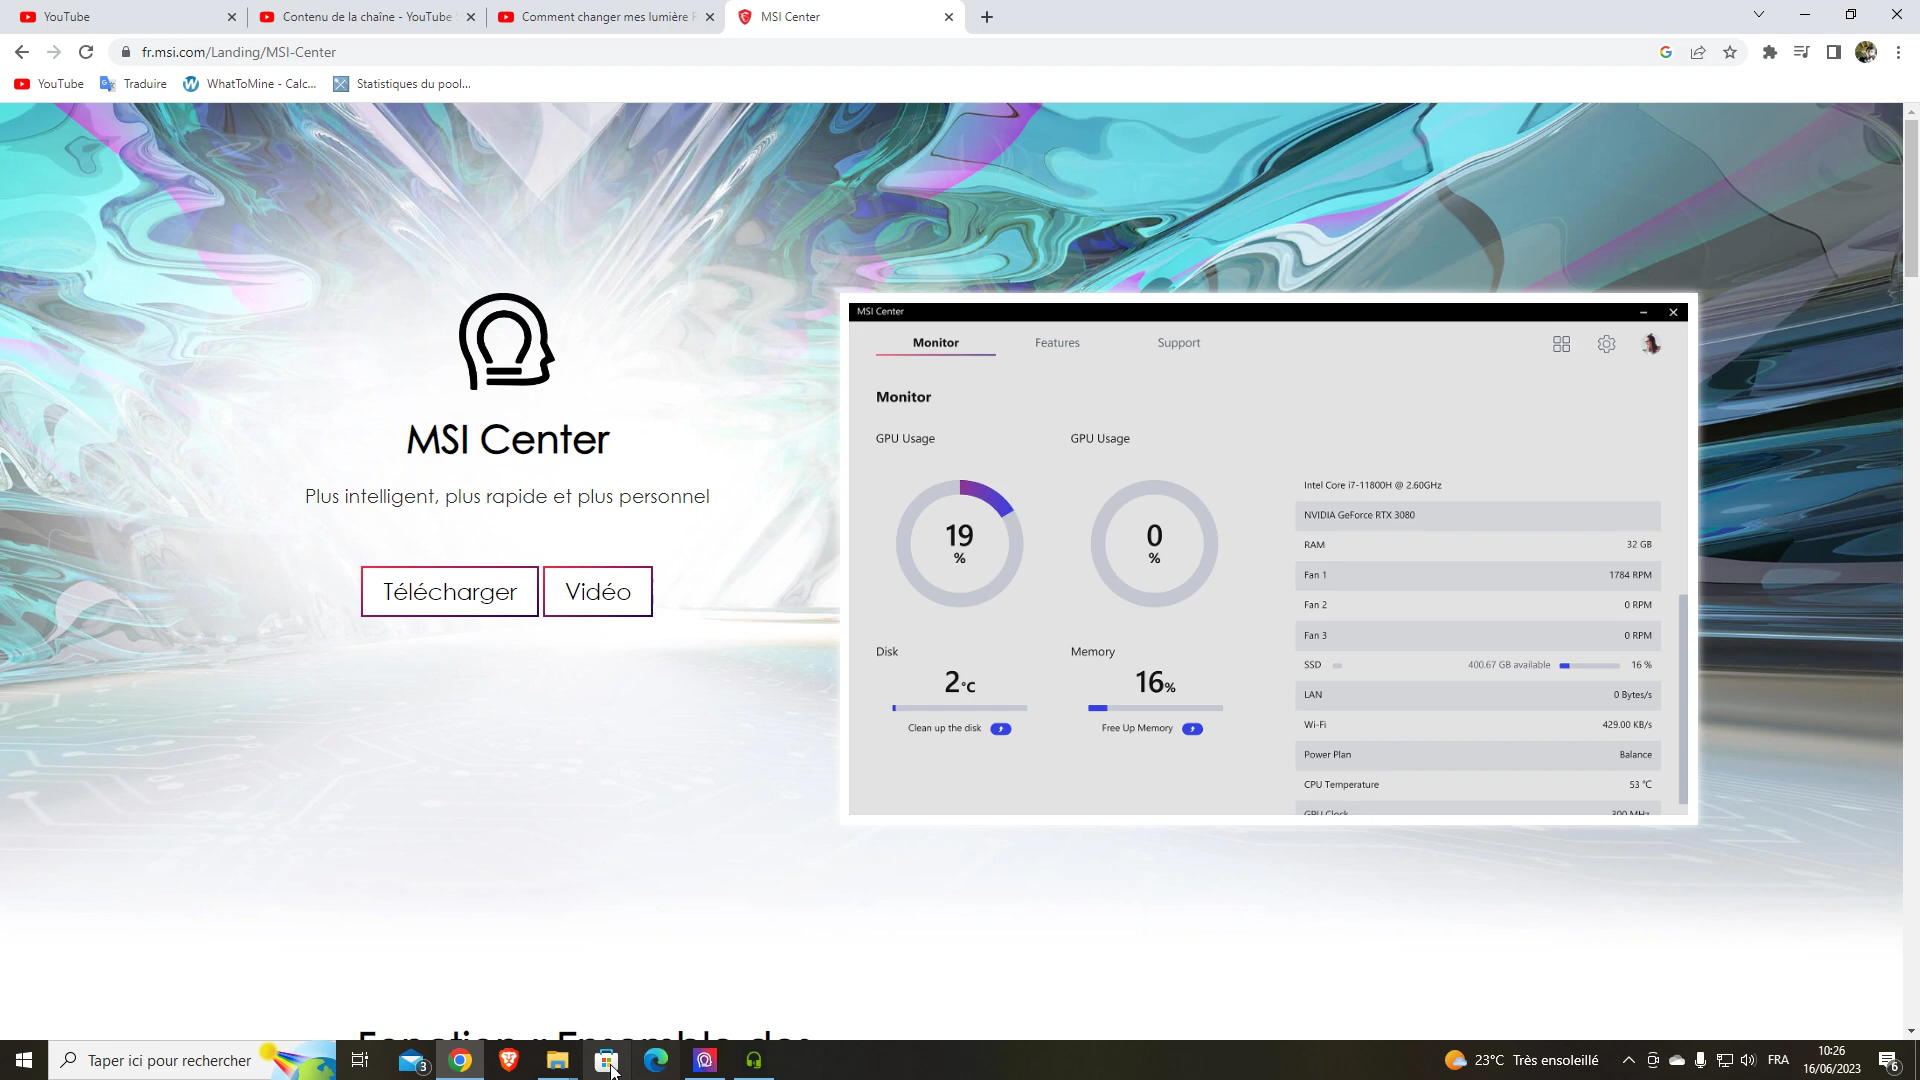 YouTube
Contenu de la chaîne - YouTube
Comment changer mes lumière
MSI Center
fr.msi.com/Landing/MSI-Center
YouTube
Traduire
WhatToMine - Calc...
Statistiques du pool...
MSI Center
Plus intelligent, plus rapide et plus personnel
Télécharger
Vidéo
MSI Center
Monitor
Features
Support
Monitor
GPU Usage
GPU Usage
19
%
0
%
Disk
Memory
2°C
16%
Clean up the disk
Free Up Memory
Intel Core i7-11800H @ 2.60GHz
NVIDIA GeForce RTX 3080
RAM 32 GB
Fan 1 1784 RPM
Fan 2 0 RPM
Fan 3 0 RPM
SSD 400.67 GB available 16 %
LAN 0 Bytes/s
Wi-Fi 429.00 KB/s
Power Plan Balance
CPU Temperature 53 °C
GPU Clock 300 MHz
Taper ici pour rechercher
3
23°C Très ensoleillé
FRA
10:26
16/06/2023
6